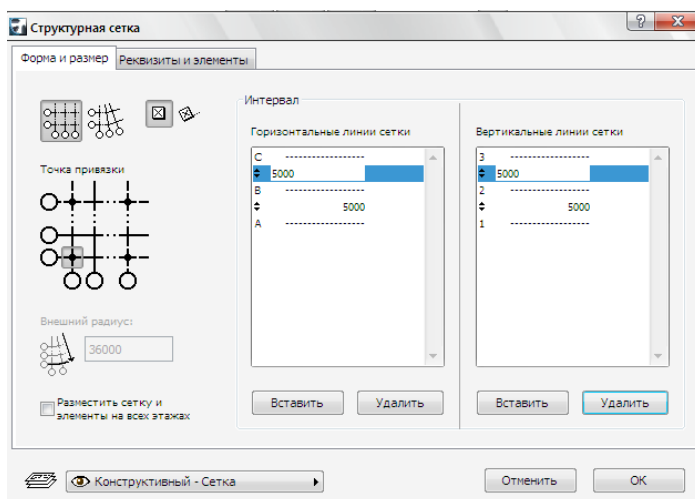 Структурная сетка
Форма и размер Реквизиты и элементы
Интервал
Горизонтальные линии сетки
C ------------------
5000
B ------------------
5000
A ------------------
Вставить Удалить
Вертикальные линии сетки
3 ------------------
5000
2 ------------------
5000
1 ------------------
Вставить Удалить
Точка привязки
Внешний радиус:
36000
Разместить сетку и
элементы на всех этажах
Конструктивный - Сетка
Отменить OK